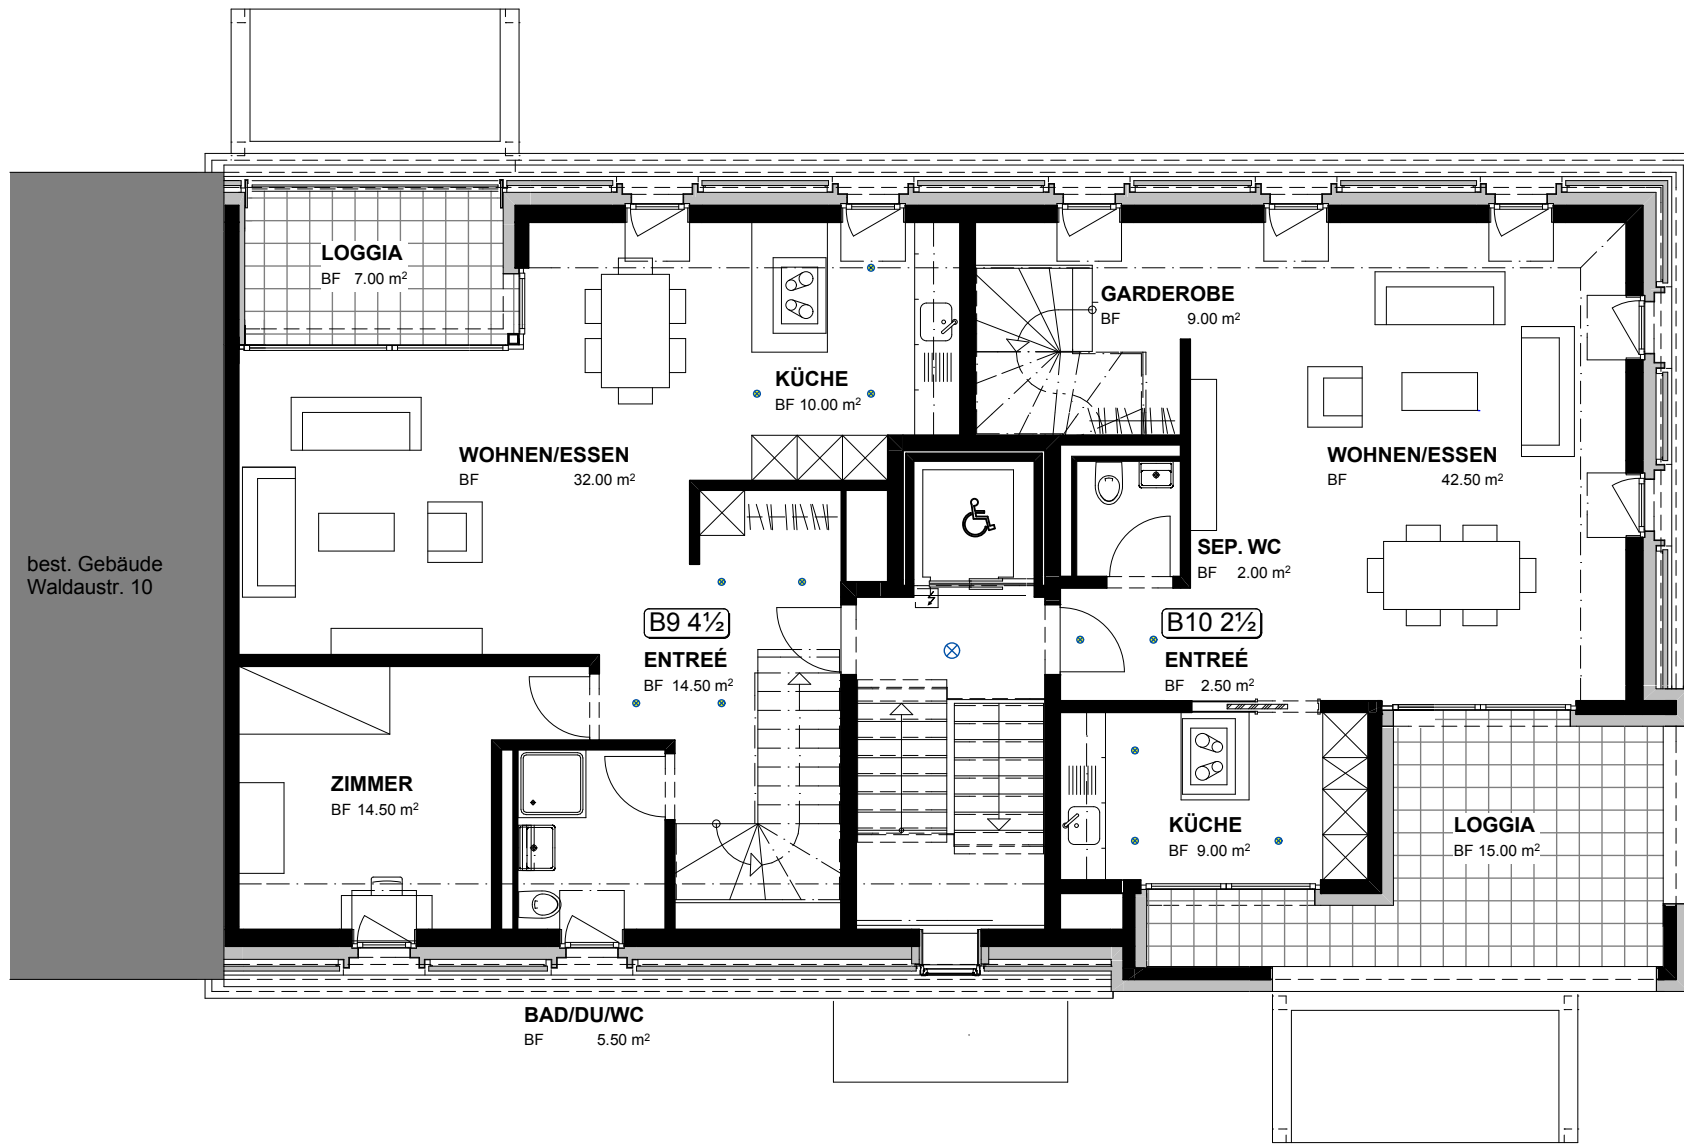 LOGGIA
BF 7.00 m²
GARDEROBE
BF 9.00 m²
KÜCHE
BF 10.00 m²
WOHNEN/ESSEN
BF 32.00 m²
WOHNEN/ESSEN
BF 42.50 m²
best. Gebäude
Waldaustr. 10
SEP. WC
BF 2.00 m²
B9 4½
ENTREÉ
BF 14.50 m²
B10 2½
ENTREÉ
BF 2.50 m²
ZIMMER
BF 14.50 m²
KÜCHE
BF 9.00 m²
LOGGIA
BF 15.00 m²
BAD/DU/WC
BF 5.50 m²